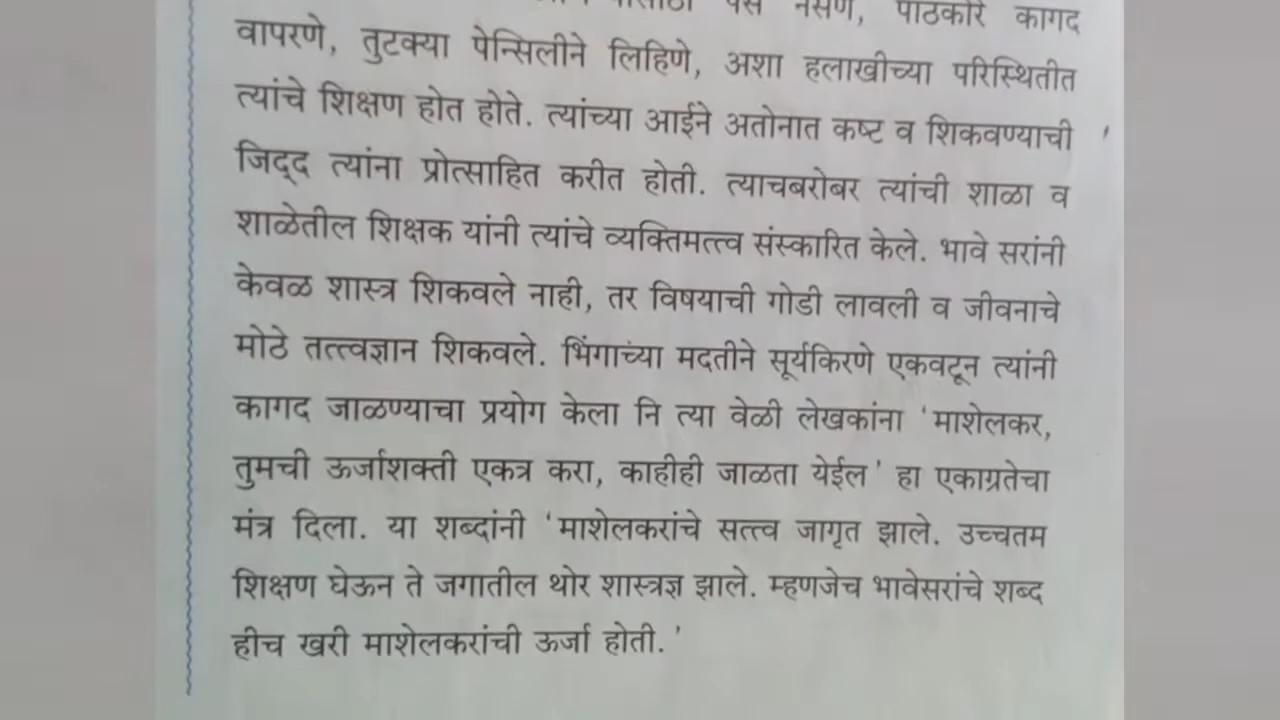 नसणे, पाठकोरे कागद
वापरणे, तुटक्या पेन्सिलीने लिहिणे, अशा हलाखीच्या परिस्थितीत
त्यांचे शिक्षण होत होते. त्यांच्या आईने अतोनात कष्ट व शिकवण्याची '
जिद्‌द त्यांना प्रोत्साहित करीत होती. त्याचबरोबर त्यांची शाळा व
शाळेतील शिक्षक यांनी त्यांचे व्यक्तिमत्त्व संस्कारित केले. भावे सरांनी
केवळ शास्त्र शिकवले नाही, तर विषयाची गोडी लावली व जीवनाचे
मोठे तत्त्वज्ञान शिकवले. भिंगाच्या मदतीने सूर्यकिरणे एकवटून त्यांनी
कागद जाळण्याचा प्रयोग केला नि त्या वेळी लेखकांना 'माशेलकर,
तुमची ऊर्जाशक्ती एकत्र करा, काहीही जाळता येईल' हा एकाग्रतेचा
मंत्र दिला. या शब्दांनी 'माशेलकरांचे सत्त्व जागृत झाले. उच्चतम
शिक्षण घेऊन ते जगातील थोर शास्त्रज्ञ झाले. म्हणजेच भावेसरांचे शब्द
हीच खरी माशेलकरांची ऊर्जा होती.'